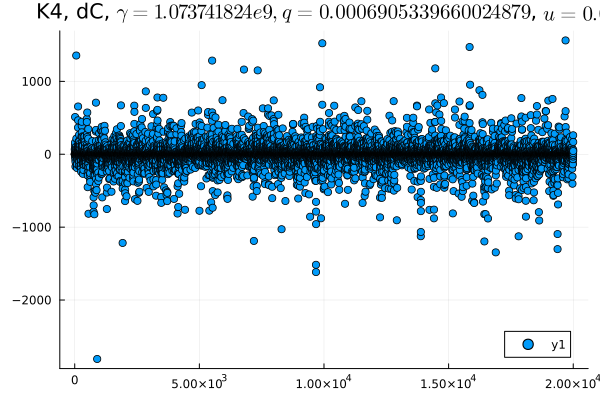 K4, dC, γ = 1.073741824e9, q = 0.0006905339660024879, u = 0.
1000
0
−1000
−2000
0 5.00×10³ 1.00×10⁴ 1.50×10⁴ 2.00×10⁴
y1